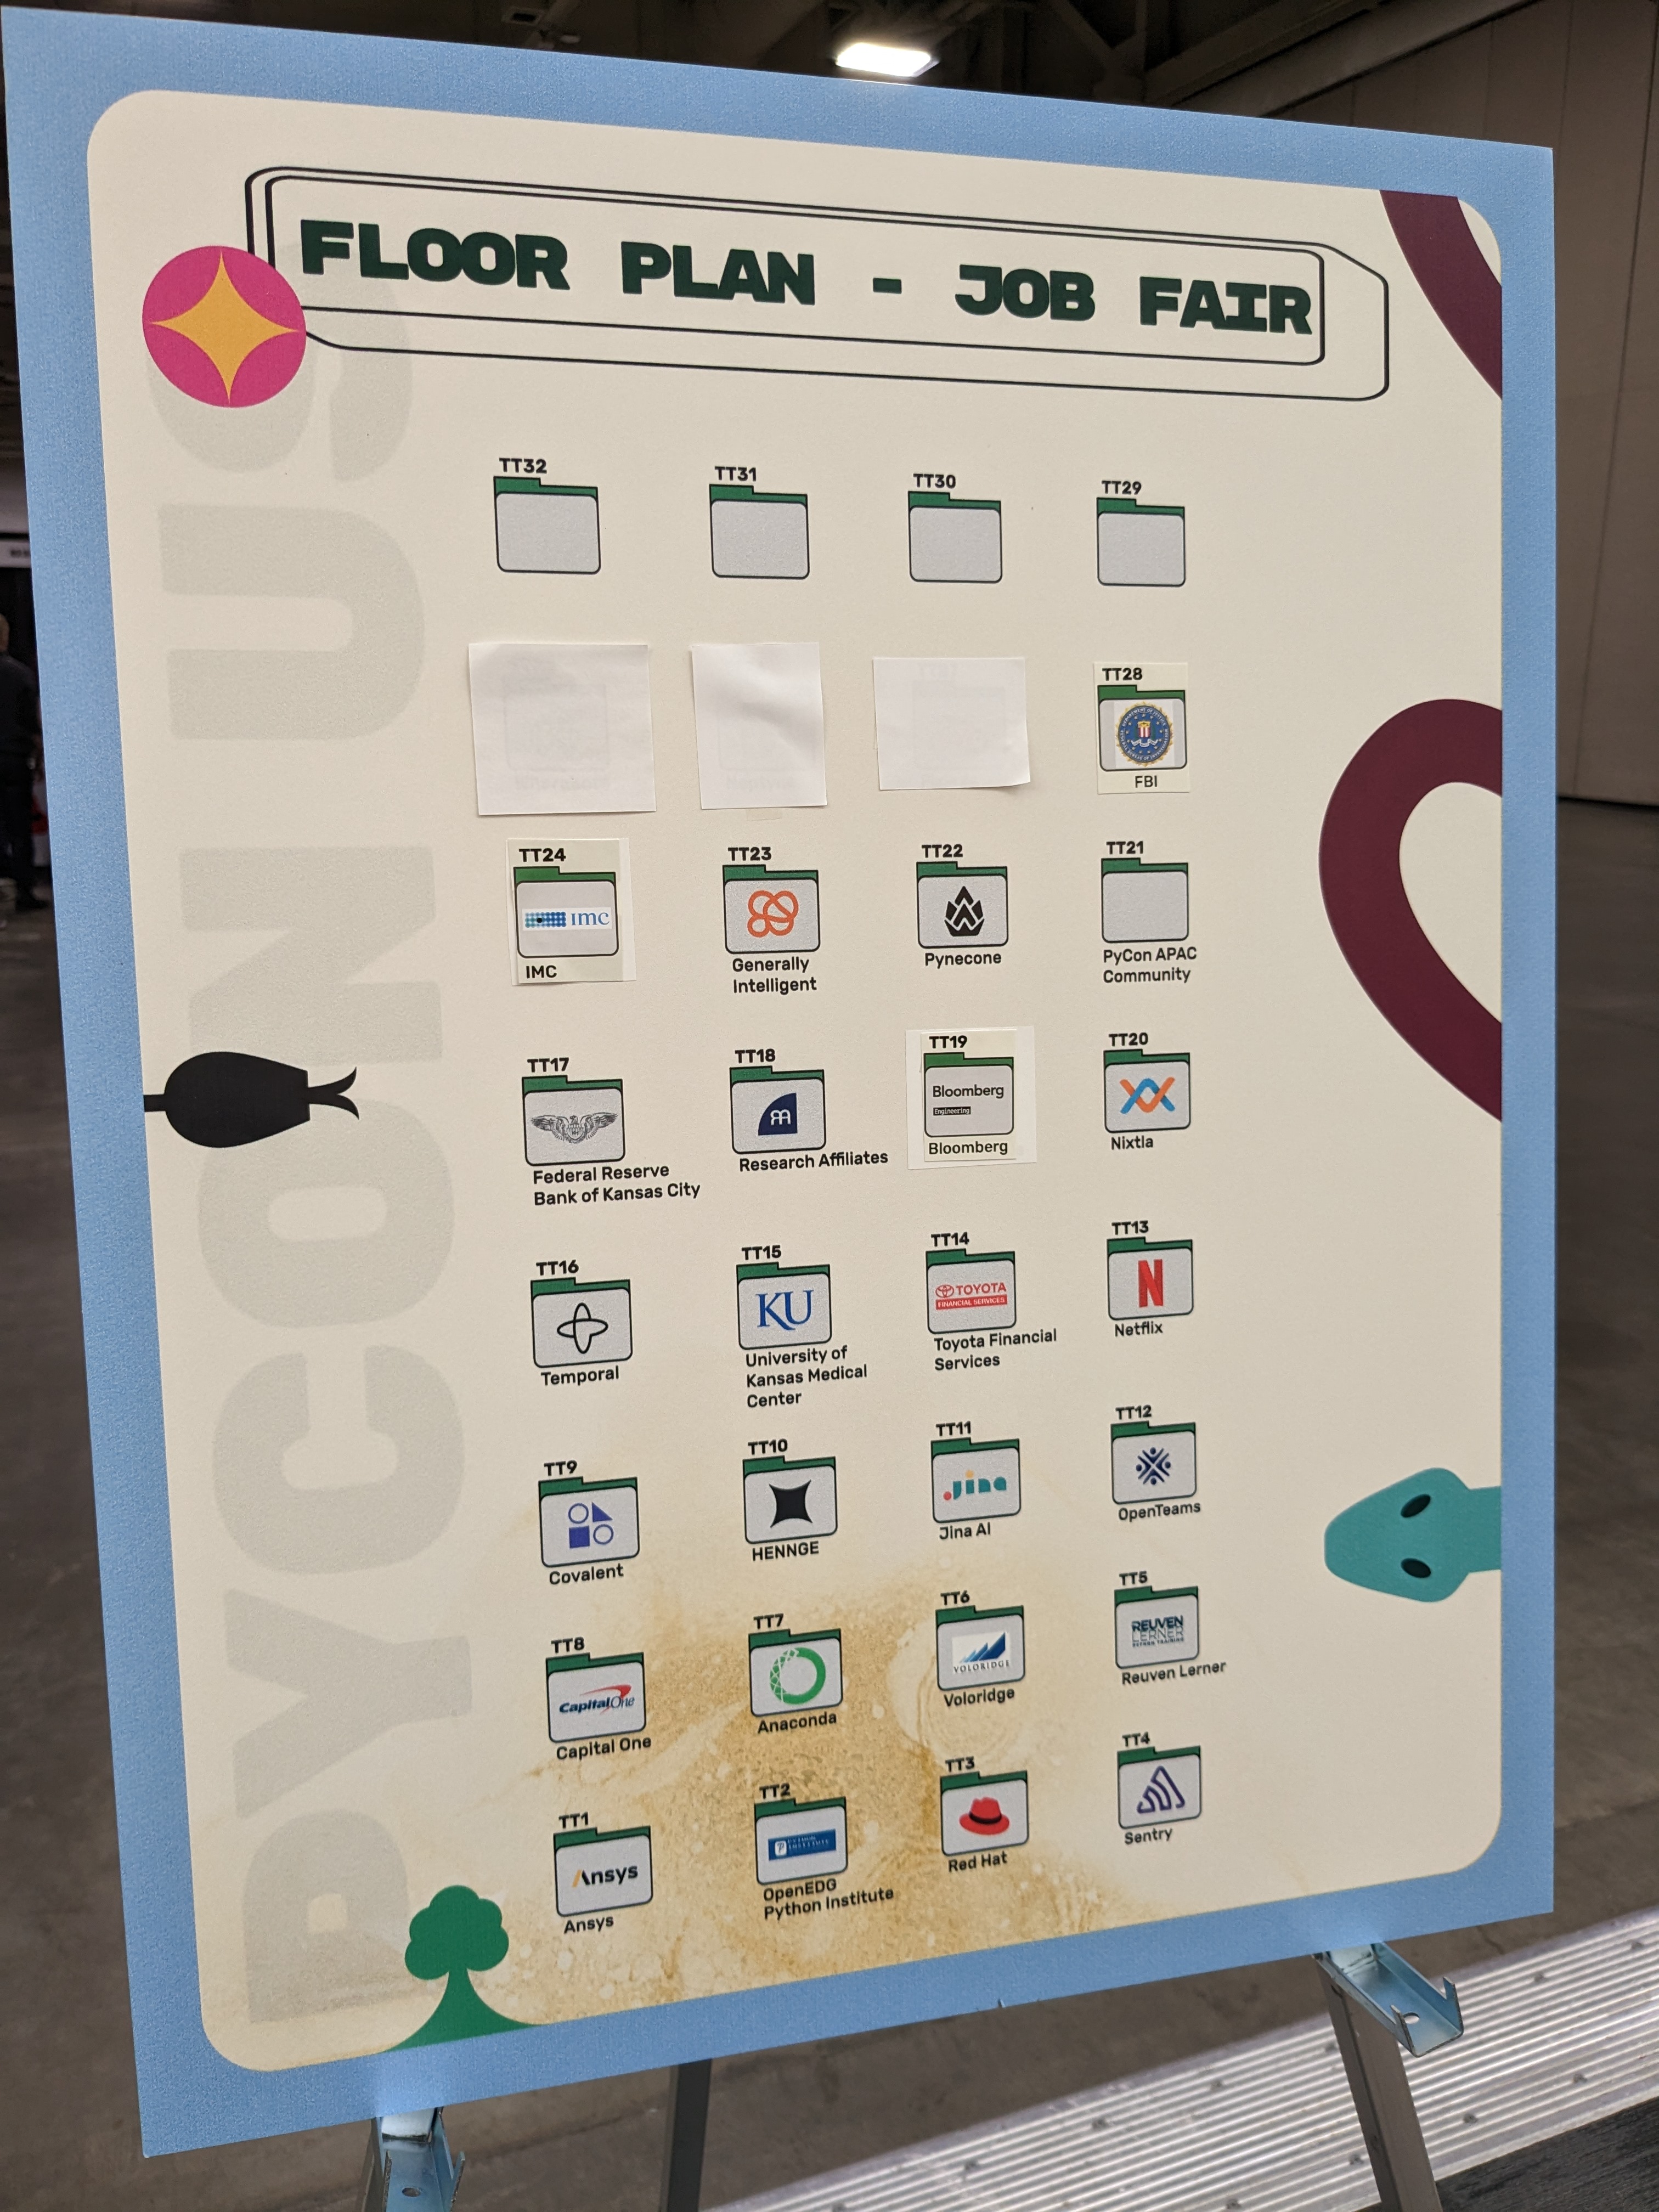 FLOOR PLAN - JOB FAIR
PYCON US
TT32
TT31
TT30
TT29
TT28
FBI
TT24
imc
IMC
TT23
Generally
Intelligent
TT22
Pynecone
TT21
PyCon APAC
Community
TT17
Federal Reserve
Bank of Kansas City
TT18
RA
Research Affiliates
TT19
Bloomberg
Engineering
Bloomberg
TT20
Nixtla
TT16
Temporal
TT15
KU
University of
Kansas Medical
Center
TT14
TOYOTA
FINANCIAL SERVICES
Toyota Financial
Services
TT13
N
Netflix
TT9
Covalent
TT10
HENNGE
TT11
Jina
Jina AI
TT12
OpenTeams
TT8
Capital One
Capital One
TT7
Anaconda
TT6
VOLORIDGE
Voloridge
TT5
REUVEN
LERNER
PYTHON TRAINING
Reuven Lerner
TT1
Ansys
Ansys
TT2
PYTHON
INSTITUTE
OpenEDG
Python Institute
TT3
Red Hat
TT4
Sentry